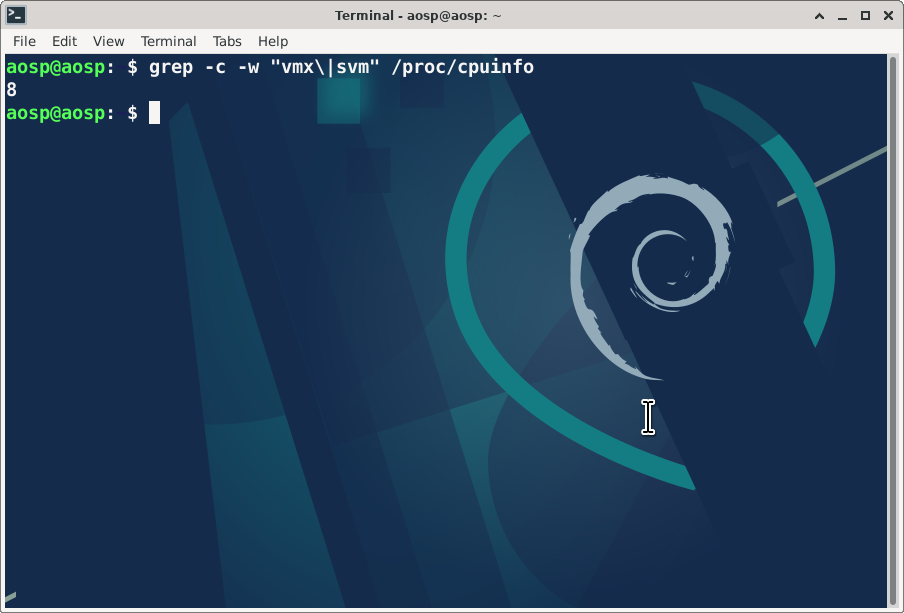 Terminal - aosp@aosp: ~
File Edit View Terminal Tabs Help
aosp@aosp: $ grep -c -w "vmx\|svm" /proc/cpuinfo
8
aosp@aosp: $